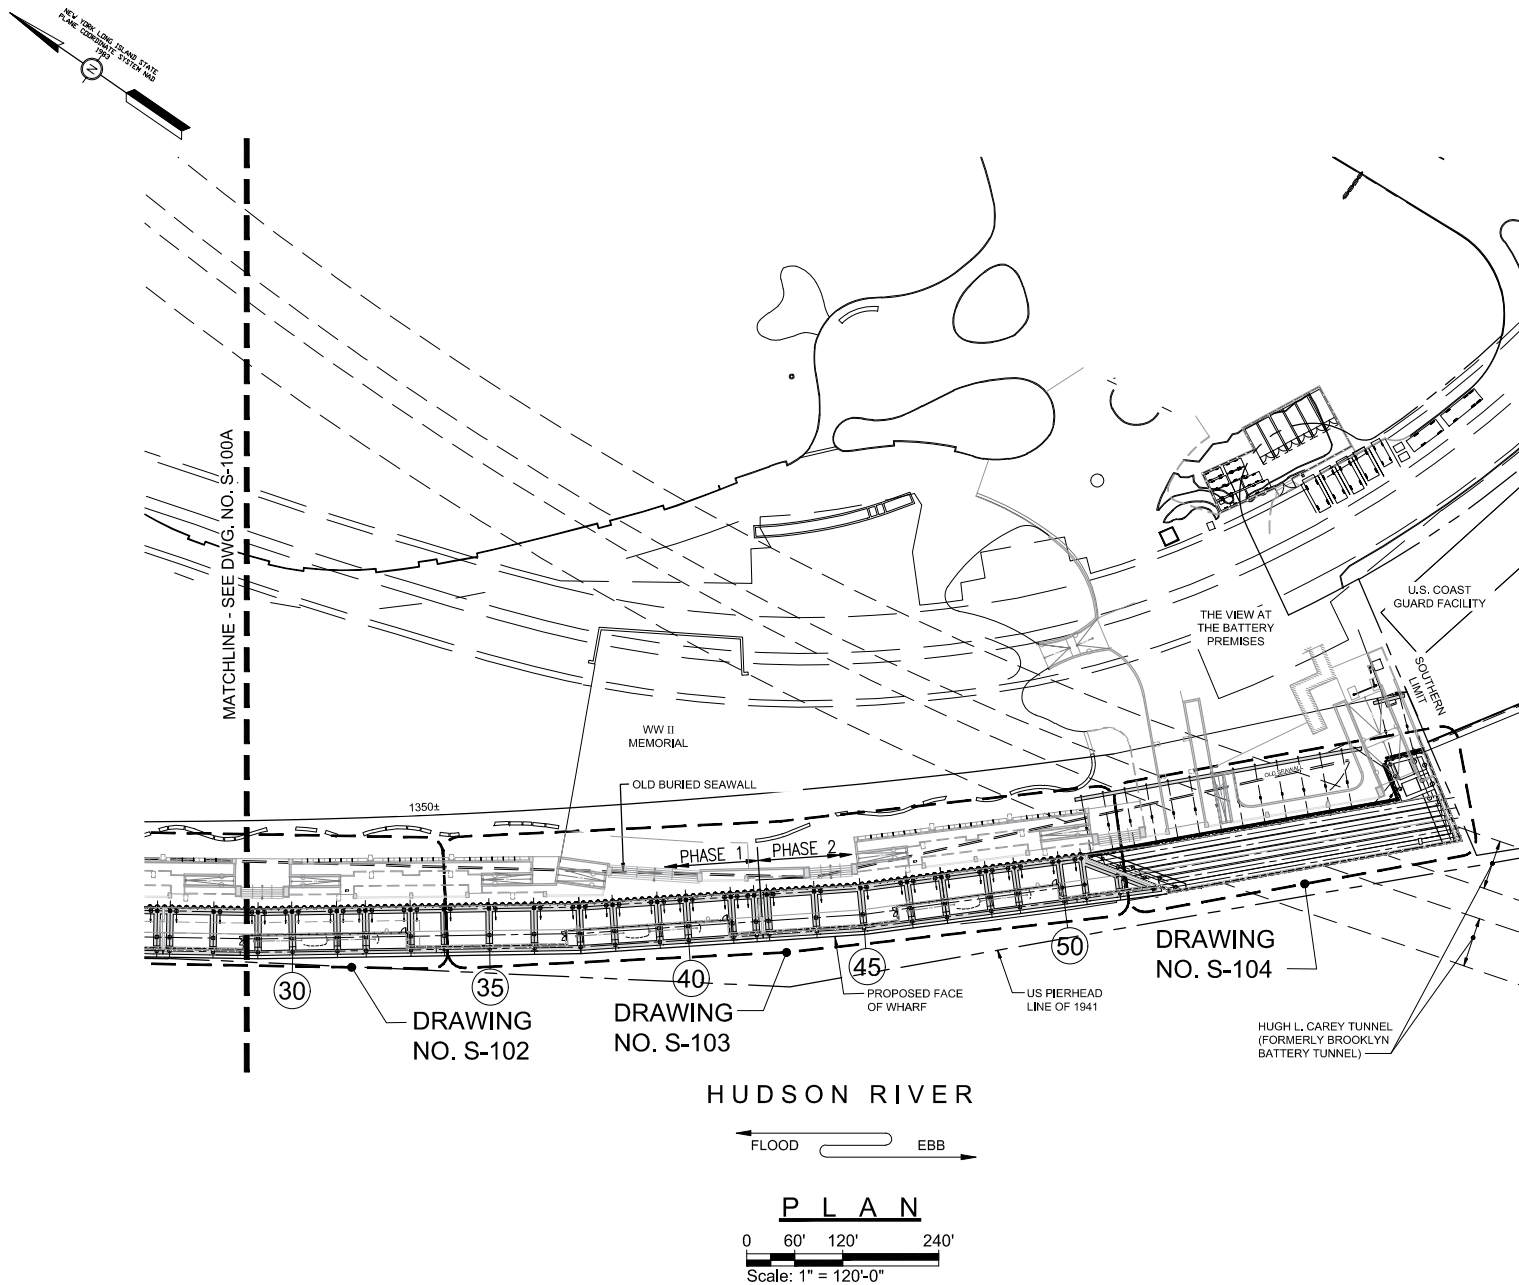 NEW YORK LONG ISLAND STATE
PLANE COORDINATE SYSTEM NAD
1983
N
MATCHLINE - SEE DWG. NO. S-100A
U.S. COAST
GUARD FACILITY
THE VIEW AT
THE BATTERY
PREMISES
SOUTHERN
LIMIT
WW II
MEMORIAL
OLD BURIED SEAWALL
OLD SEAWALL
1350±
PHASE 1
PHASE 2
30
35
40
45
50
DRAWING
NO. S-102
DRAWING
NO. S-103
DRAWING
NO. S-104
PROPOSED FACE
OF WHARF
US PIERHEAD
LINE OF 1941
HUGH L. CAREY TUNNEL
(FORMERLY BROOKLYN
BATTERY TUNNEL)
HUDSON RIVER
FLOOD
EBB
PLAN
0 60' 120' 240'
Scale: 1" = 120'-0"